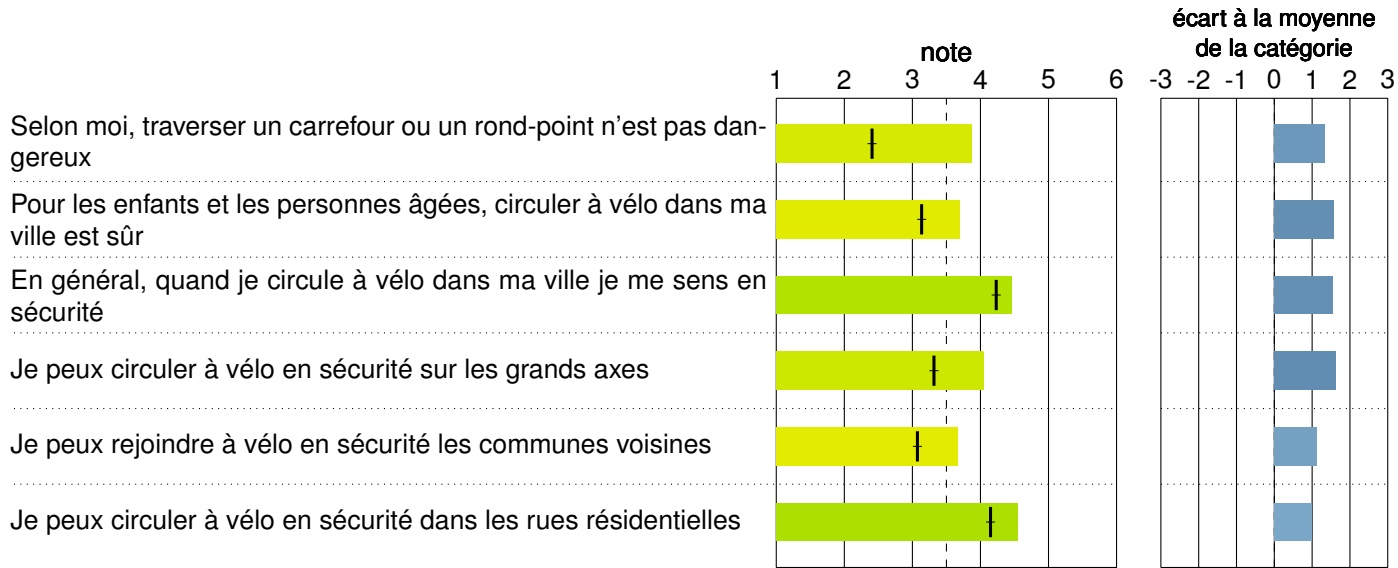 écart à la moyenne
de la catégorie
note
1 2 3 4 5 6
-3 -2 -1 0 1 2 3
Selon moi, traverser un carrefour ou un rond-point n'est pas dan-
gereux
Pour les enfants et les personnes âgées, circuler à vélo dans ma
ville est sûr
En général, quand je circule à vélo dans ma ville je me sens en
sécurité
Je peux circuler à vélo en sécurité sur les grands axes
Je peux rejoindre à vélo en sécurité les communes voisines
Je peux circuler à vélo en sécurité dans les rues résidentielles